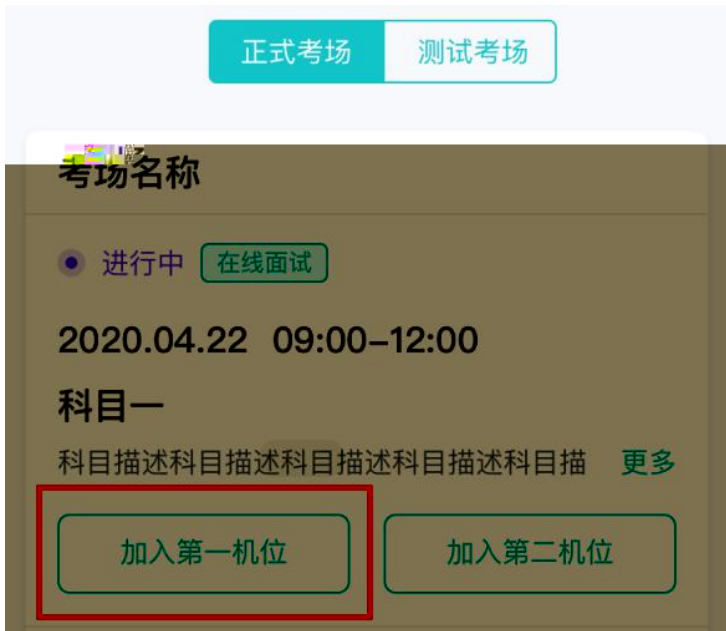 正式考场 测试考场
考场名称
进行中 在线面试
2020.04.22 09:00–12:00
科目一
科目描述科目描述科目描述科目描述科目描 更多
加入第一机位 加入第二机位